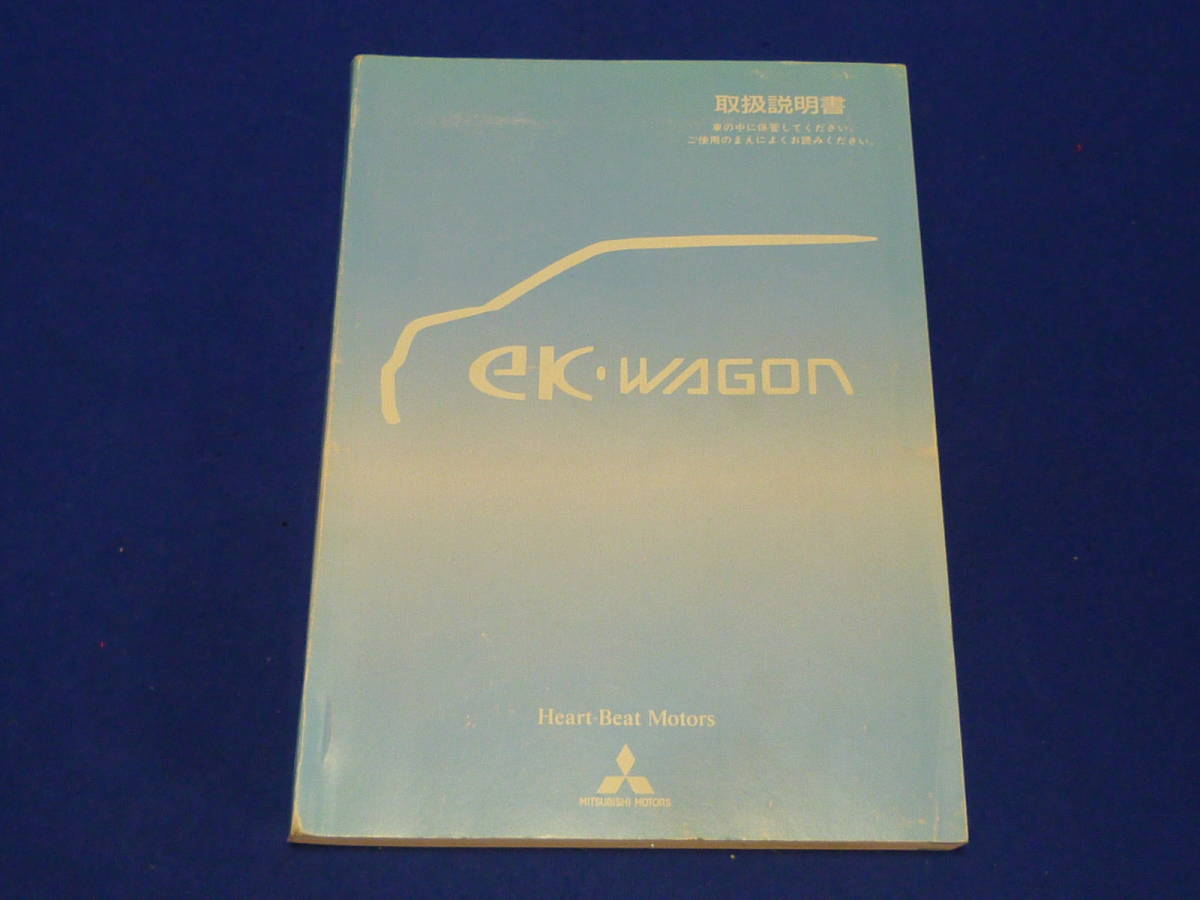 取扱説明書
車の中に保管してください。
ご使用のまえによくお読みください。
eK·WAGON
Heart-Beat Motors
MITSUBISHI MOTORS